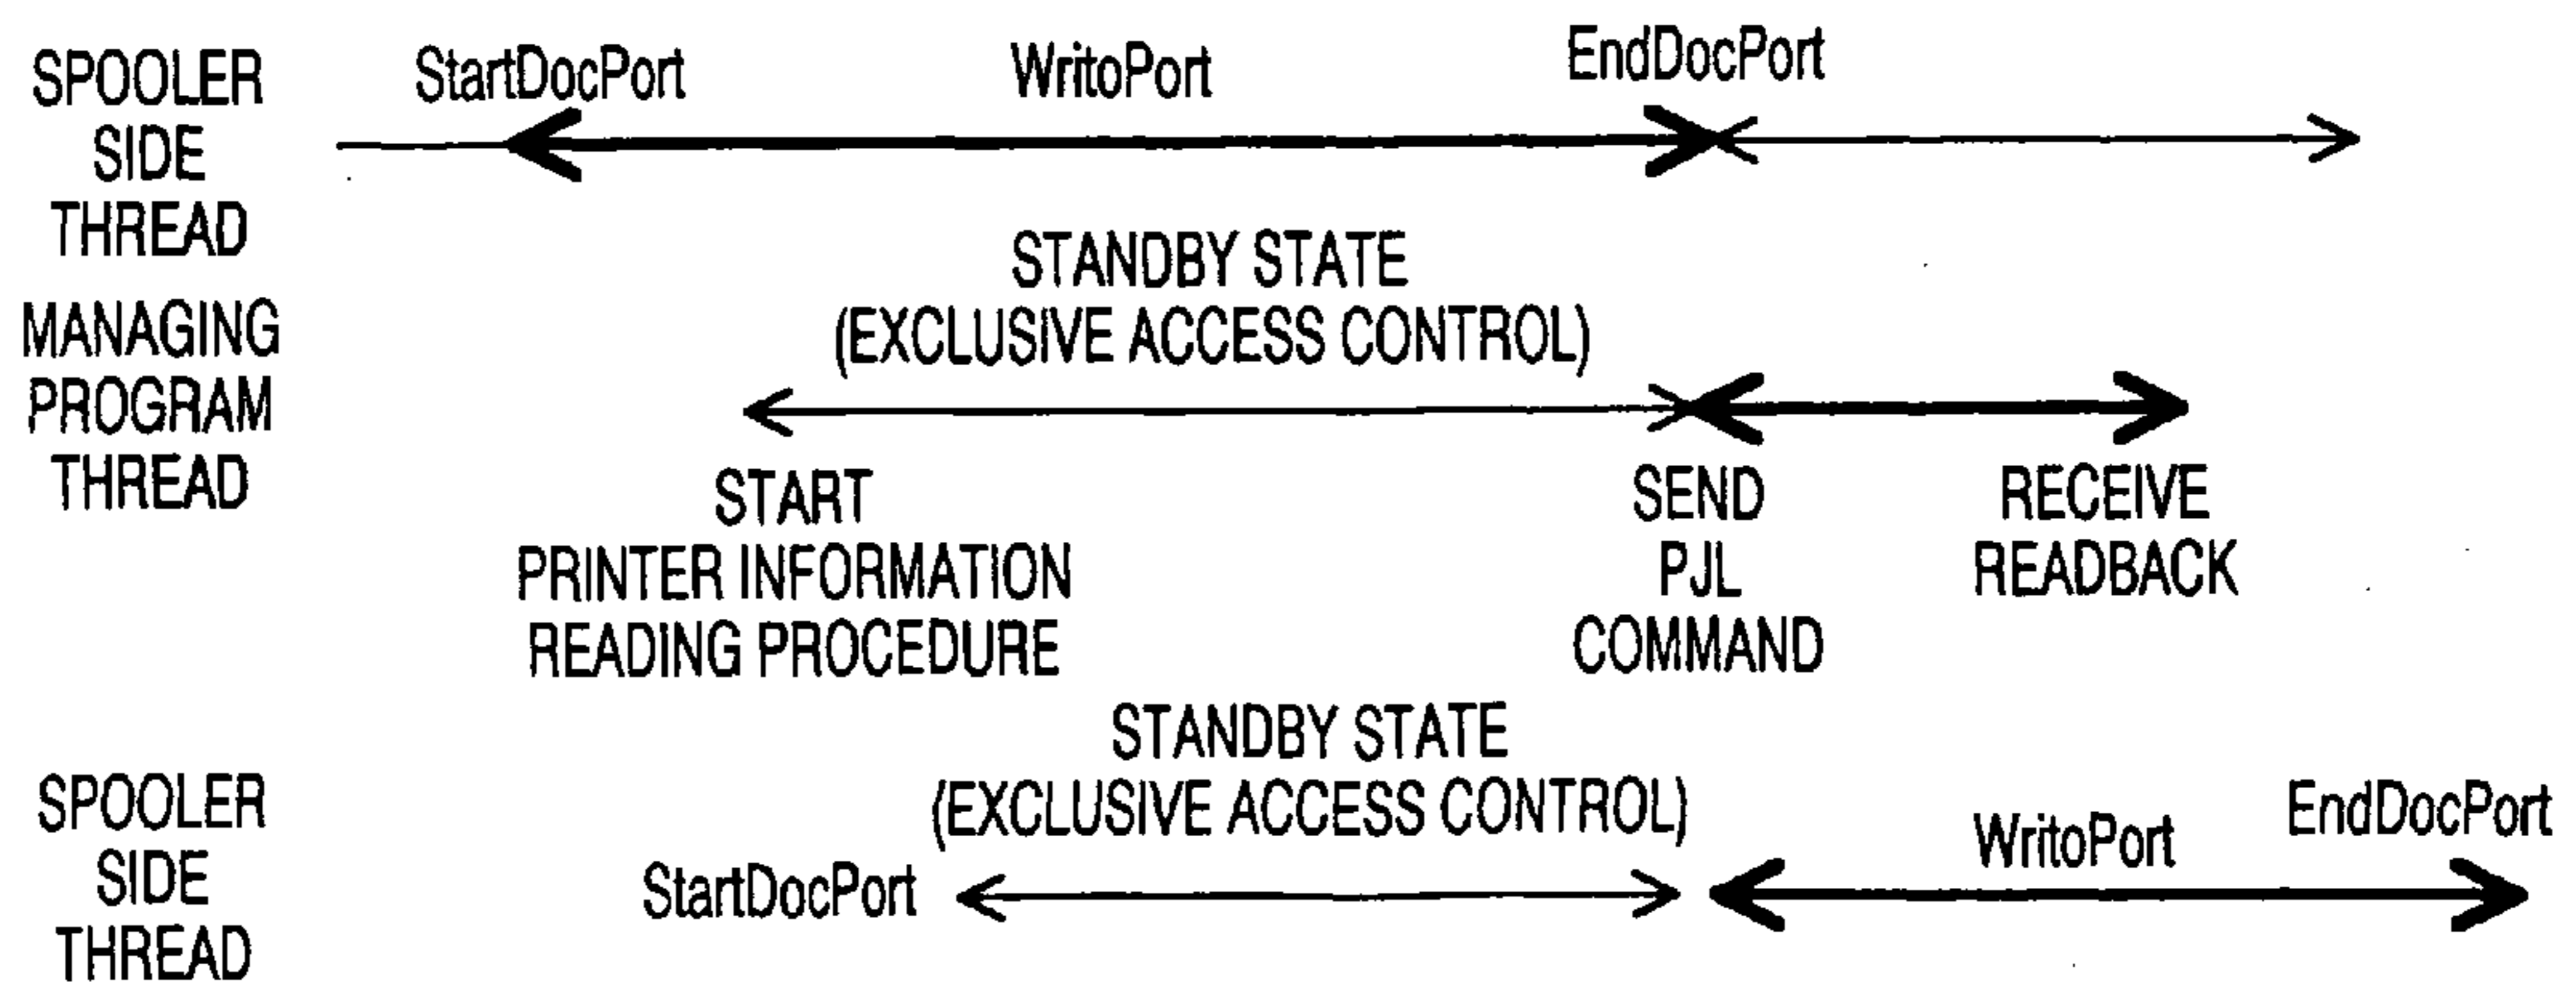 SPOOLER
SIDE
THREAD
StartDocPort
WritoPort
EndDocPort
MANAGING
PROGRAM
THREAD
STANDBY STATE
(EXCLUSIVE ACCESS CONTROL)
START
PRINTER INFORMATION
READING PROCEDURE
SEND
PJL
COMMAND
RECEIVE
READBACK
SPOOLER
SIDE
THREAD
STANDBY STATE
(EXCLUSIVE ACCESS CONTROL)
StartDocPort
WritoPort
EndDocPort